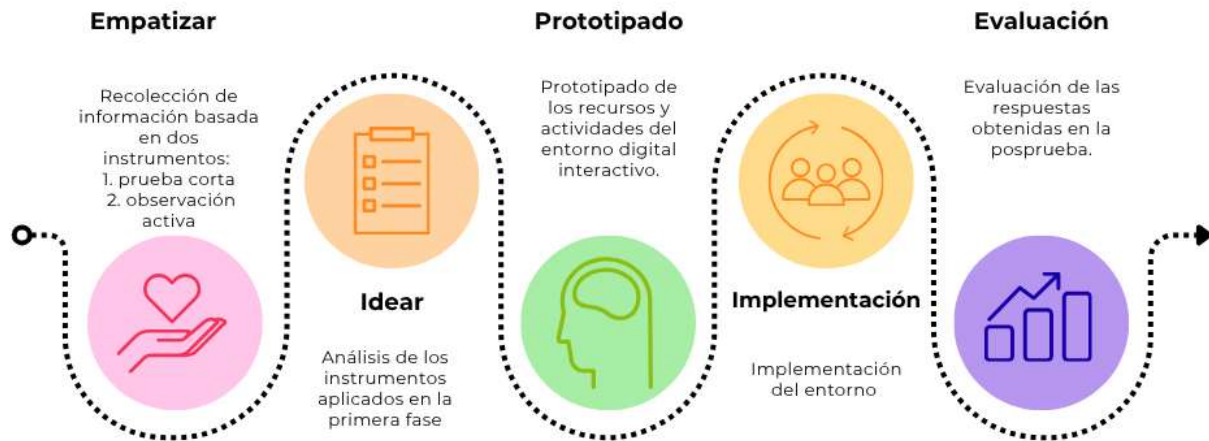 Empatizar
Recolección de
información basada
en dos
instrumentos:
1. prueba corta
2. observación
activa
Idear
Análisis de los
instrumentos
aplicados en la
primera fase
Prototipado
Prototipado de
los recursos y
actividades del
entorno digital
interactivo.
Implementación
Implementación
del entorno
Evaluación
Evaluación de las
respuestas
obtenidas en la
posprueba.